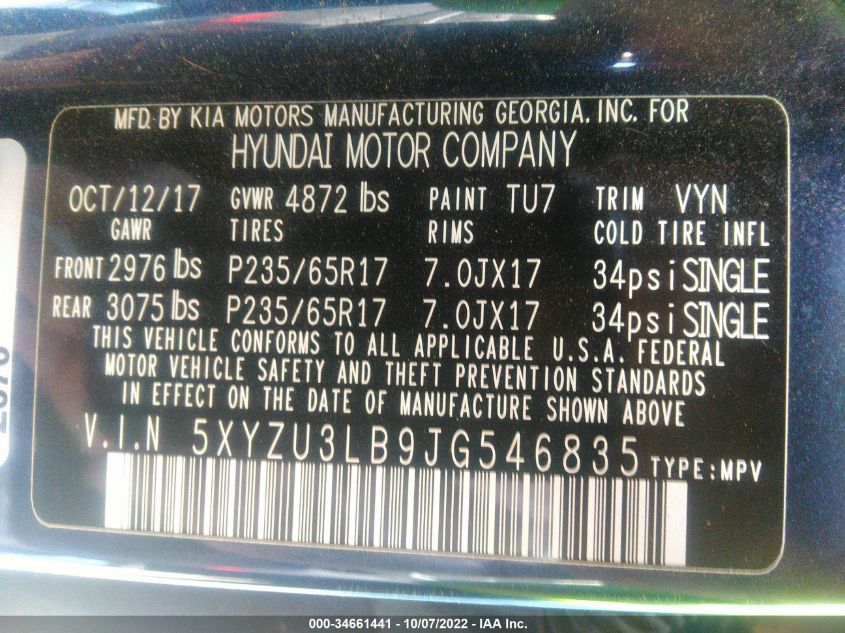 MFD. BY KIA MOTORS MANUFACTURING GEORGIA, INC. FOR
HYUNDAI MOTOR COMPANY
OCT/12/17 GVWR 4872 lbs PAINT TU7 TRIM VYN
GAWR TIRES RIMS COLD TIRE INFL
FRONT 2976 lbs P235/65R17 7.0JX17 34psi SINGLE
REAR 3075 lbs P235/65R17 7.0JX17 34psi SINGLE
THIS VEHICLE CONFORMS TO ALL APPLICABLE U.S.A. FEDERAL
MOTOR VEHICLE SAFETY AND THEFT PREVENTION STANDARDS
IN EFFECT ON THE DATE OF MANUFACTURE SHOWN ABOVE
V.I.N 5XYZU3LB9JG546835 TYPE:MPV
000-34661441 - 10/07/2022 - IAA Inc.